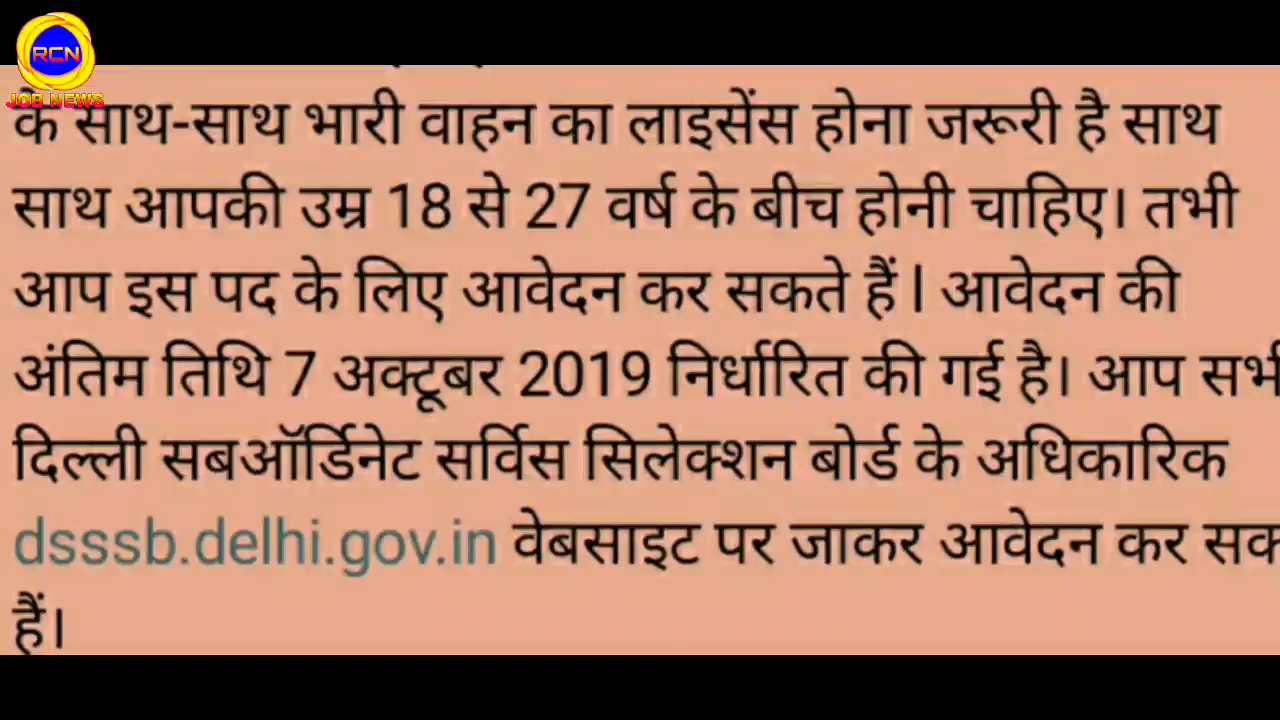 RCN
JOB NEWS
के साथ-साथ भारी वाहन का लाइसेंस होना जरूरी है साथ
साथ आपकी उम्र 18 से 27 वर्ष के बीच होनी चाहिए। तभी
आप इस पद के लिए आवेदन कर सकते हैं l आवेदन की
अंतिम तिथि 7 अक्टूबर 2019 निर्धारित की गई है। आप सभी
दिल्ली सबऑर्डिनेट सर्विस सिलेक्शन बोर्ड के अधिकारिक
dsssb.delhi.gov.in वेबसाइट पर जाकर आवेदन कर सक
हैं।